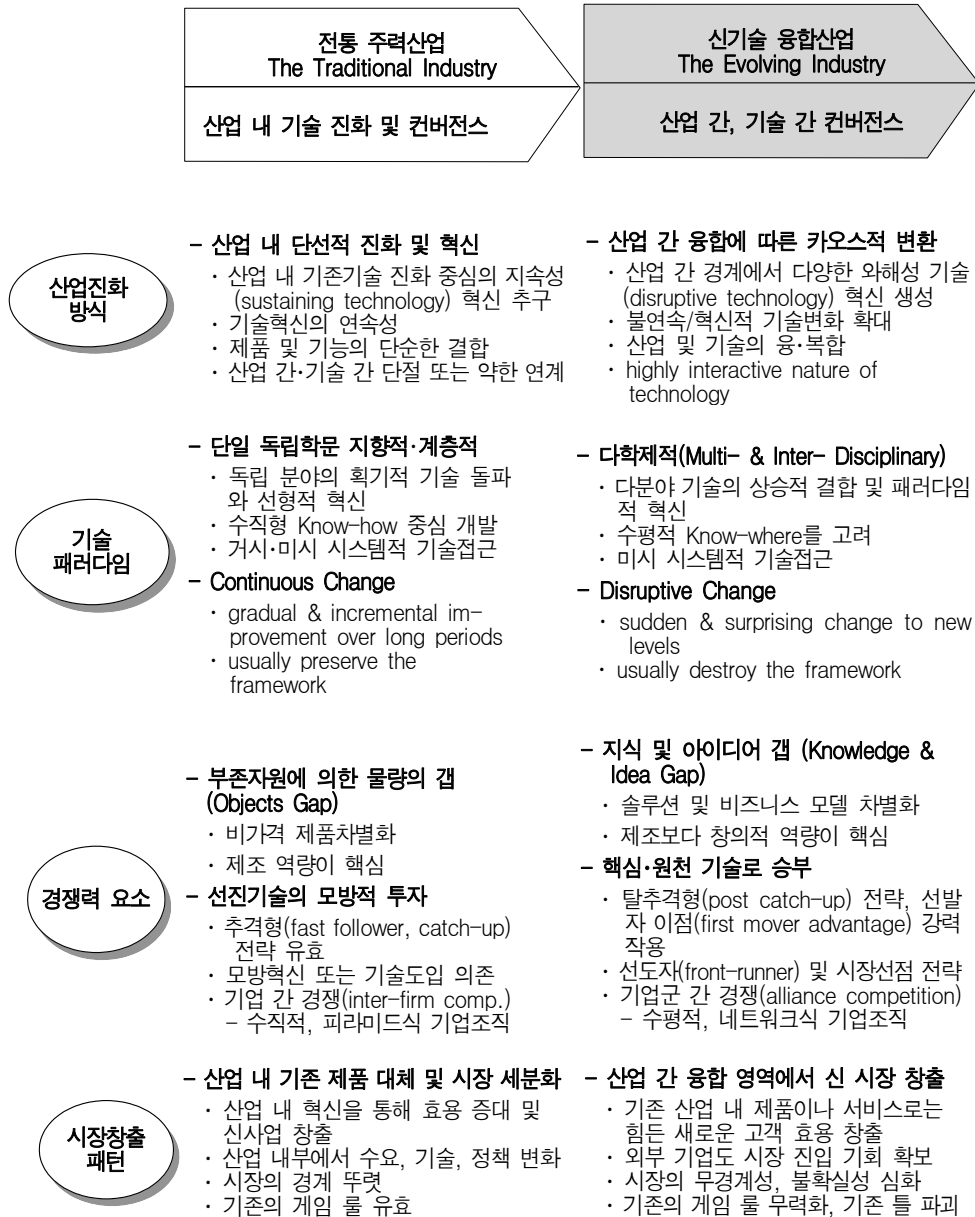 전통 주력산업
The Traditional Industry
산업 내 기술 진화 및 컨버전스
신기술 융합산업
The Evolving Industry
산업 간, 기술 간 컨버전스
산업진화
방식
– 산업 내 단선적 진화 및 혁신
· 산업 내 기존기술 진화 중심의 지속성
(sustaining technology) 혁신 추구
· 기술혁신의 연속성
· 제품 및 기능의 단순한 결합
· 산업 간·기술 간 단절 또는 약한 연계
– 산업 간 융합에 따른 카오스적 변환
· 산업 간 경계에서 다양한 와해성 기술
(disruptive technology) 혁신 생성
· 불연속/혁신적 기술변화 확대
· 산업 및 기술의 융·복합
· highly interactive nature of
technology
기술
패러다임
– 단일 독립학문 지향적·계층적
· 독립 분야의 획기적 기술 돌파
와 선형적 혁신
· 수직형 Know-how 중심 개발
· 거시·미시 시스템적 기술접근
– Continuous Change
· gradual & incremental im-
provement over long periods
· usually preserve the
framework
– 다학제적(Multi- & Inter- Disciplinary)
· 다분야 기술의 상승적 결합 및 패러다임
적 혁신
· 수평적 Know-where를 고려
· 미시 시스템적 기술접근
– Disruptive Change
· sudden & surprising change to new
levels
· usually destroy the framework
경쟁력 요소
– 부존자원에 의한 물량의 갭
(Objects Gap)
· 비가격 제품차별화
· 제조 역량이 핵심
– 선진기술의 모방적 투자
· 추격형(fast follower, catch-up)
전략 유효
· 모방혁신 또는 기술도입 의존
· 기업 간 경쟁(inter-firm comp.)
– 수직적, 피라미드식 기업조직
– 지식 및 아이디어 갭 (Knowledge &
Idea Gap)
· 솔루션 및 비즈니스 모델 차별화
· 제조보다 창의적 역량이 핵심
– 핵심·원천 기술로 승부
· 탈추격형(post catch-up) 전략, 선발
자 이점(first mover advantage) 강력
작용
· 선도자(front-runner) 및 시장선점 전략
· 기업군 간 경쟁(alliance competition)
– 수평적, 네트워크식 기업조직
시장창출
패턴
– 산업 내 기존 제품 대체 및 시장 세분화
· 산업 내 혁신을 통해 효용 증대 및
신사업 창출
· 산업 내부에서 수요, 기술, 정책 변화
· 시장의 경계 뚜렷
· 기존의 게임 룰 유효
– 산업 간 융합 영역에서 신 시장 창출
· 기존 산업 내 제품이나 서비스로는
힘든 새로운 고객 효용 창출
· 외부 기업도 시장 진입 기회 확보
· 시장의 무경계성, 불확실성 심화
· 기존의 게임 룰 무력화, 기존 틀 파괴